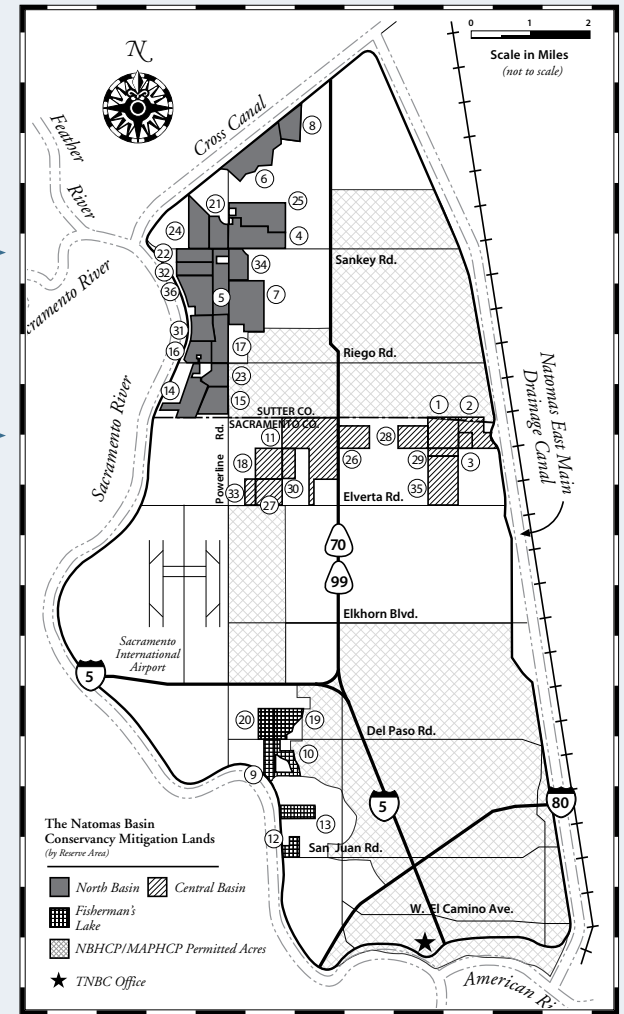 N
0 1 2
Scale in Miles
(not to scale)
Feather
River
Cross Canal
8
6
21
25
24
4
22
Sankey Rd.
32
34
36
5
7
Sacramento River
31
17
16
Riego Rd.
23
14
15
SUTTER CO.
SACRAMENTO CO.
1
2
11
28
Sacramento River
Powerline Rd.
18
26
29
3
33
30
35
27
Elverta Rd.
Natomas East Main
Drainage Canal
70
99
Elkhorn Blvd.
Sacramento
International
Airport
5
20
19
Del Paso Rd.
10
9
5
80
13
12
San Juan Rd.
The Natomas Basin
Conservancy Mitigation Lands
(by Reserve Area)
North Basin
Central Basin
Fisherman's
Lake
W. El Camino Ave.
NBHCP/MAPHCP Permitted Acres
TNBC Office
American Ri